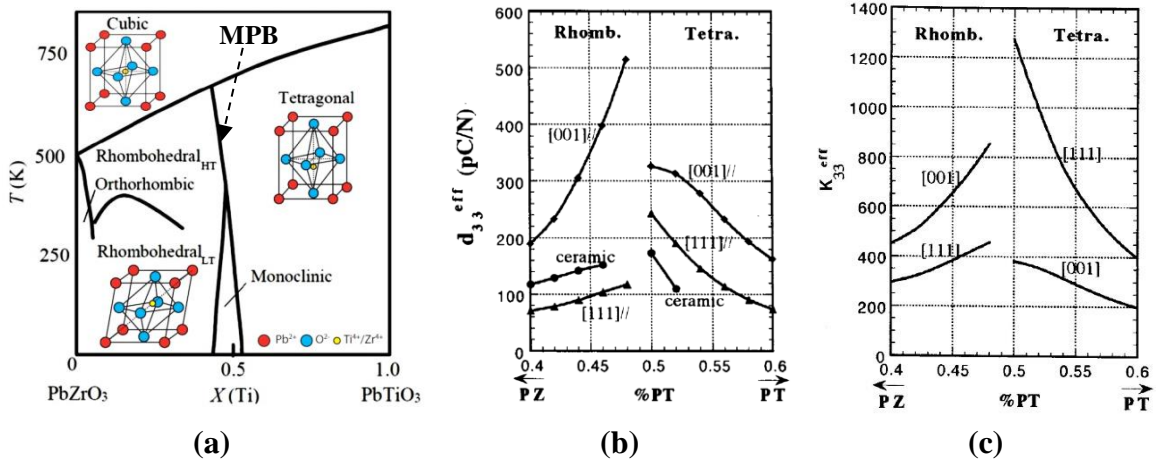 Cubic
MPB
750
500
250
0
T (K)
Tetragonal
Rhombohedral_HT
Orthorhombic
Rhombohedral_LT
Monoclinic
Pb²⁺ O² Ti⁴⁺/Zr⁴⁺
0 0.5 1.0
PbZrO₃ X (Ti) PbTiO₃
(a)
Rhomb. Tetra.
600
500
400
300
200
100
0
d₃₃ᵉᶠᶠ (pC/N)
[001]//
[001]//
[111]//
ceramic
ceramic
[111]//
0.4 0.45 0.5 0.55 0.6
PZ %PT PT
(b)
Rhomb. Tetra.
1400
1200
1000
800
600
400
200
0
K₃₃ᵉᶠᶠ
[111]
[001]
[111]
[001]
0.4 0.45 0.5 0.55 0.6
PZ %PT PT
(c)